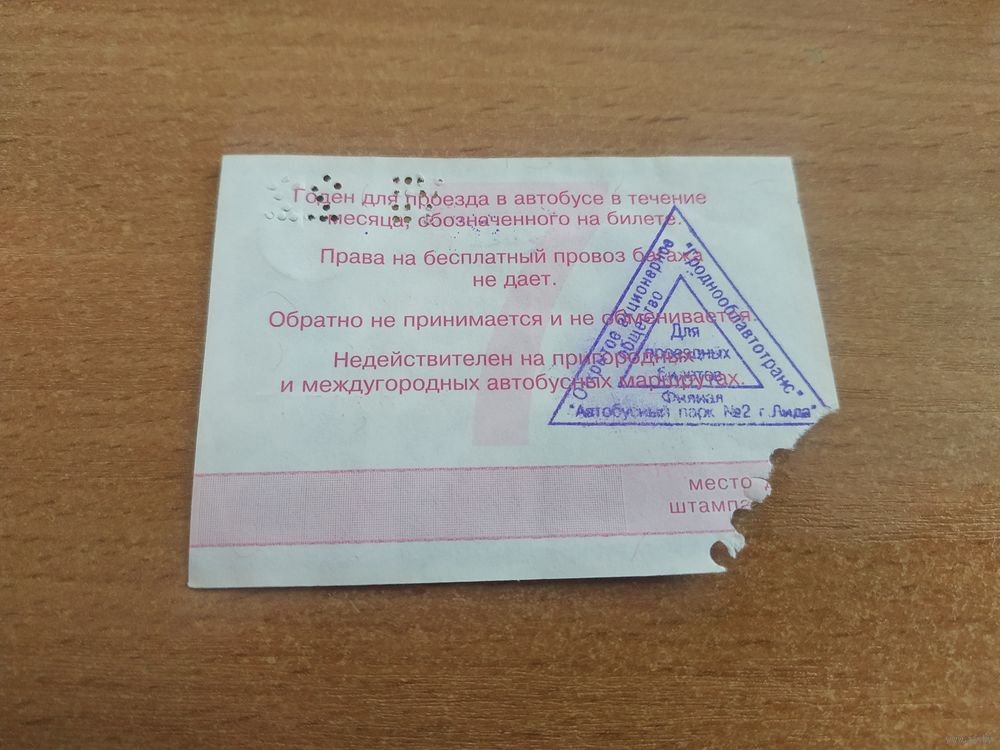 Годен для проезда в автобусе в течение
месяца, обозначенного на билете.
Права на бесплатный провоз багажа
не дает.
Обратно не принимается и не обменивается.
Недействителен на пригородных
и междугородных автобусных маршрутах.
7
Открытое акционерное
общество
"Гроднооблавтотранс"
Для
проездных
билетов
Филиал
"Автобусный парк №2 г.Лида"
место
штампа